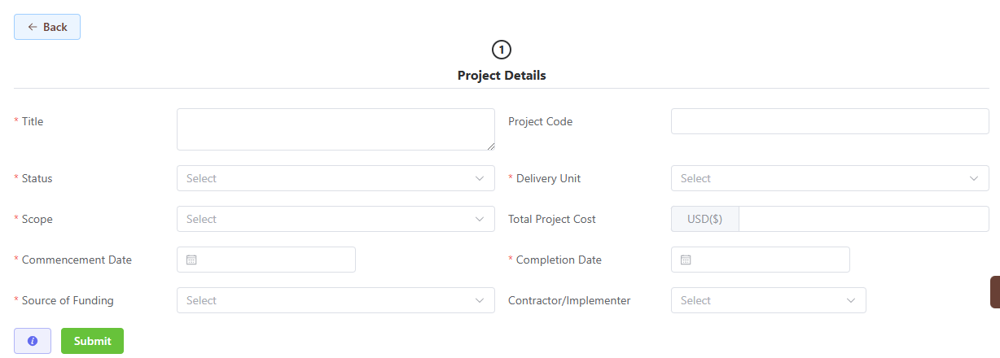 ← Back
1
Project Details
* Title
Project Code
* Status Select
* Delivery Unit Select
* Scope Select
Total Project Cost USD($)
* Commencement Date
* Completion Date
* Source of Funding Select
Contractor/Implementer Select
i Submit